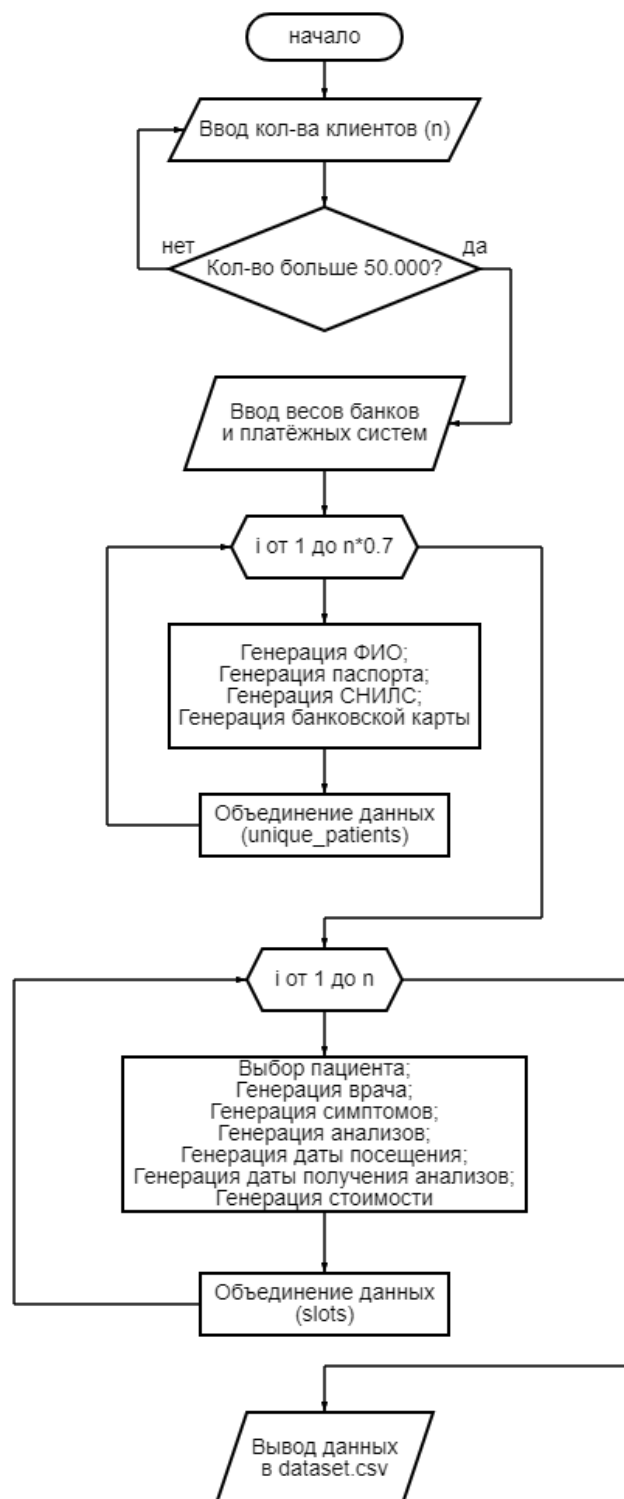 начало
Ввод кол-ва клиентов (n)
нет
да
Кол-во больше 50.000?
Ввод весов банков
и платёжных систем
i от 1 до n*0.7
Генерация ФИО;
Генерация паспорта;
Генерация СНИЛС;
Генерация банковской карты
Объединение данных
(unique_patients)
i от 1 до n
Выбор пациента;
Генерация врача;
Генерация симптомов;
Генерация анализов;
Генерация даты посещения;
Генерация даты получения анализов;
Генерация стоимости
Объединение данных
(slots)
Вывод данных
в dataset.csv